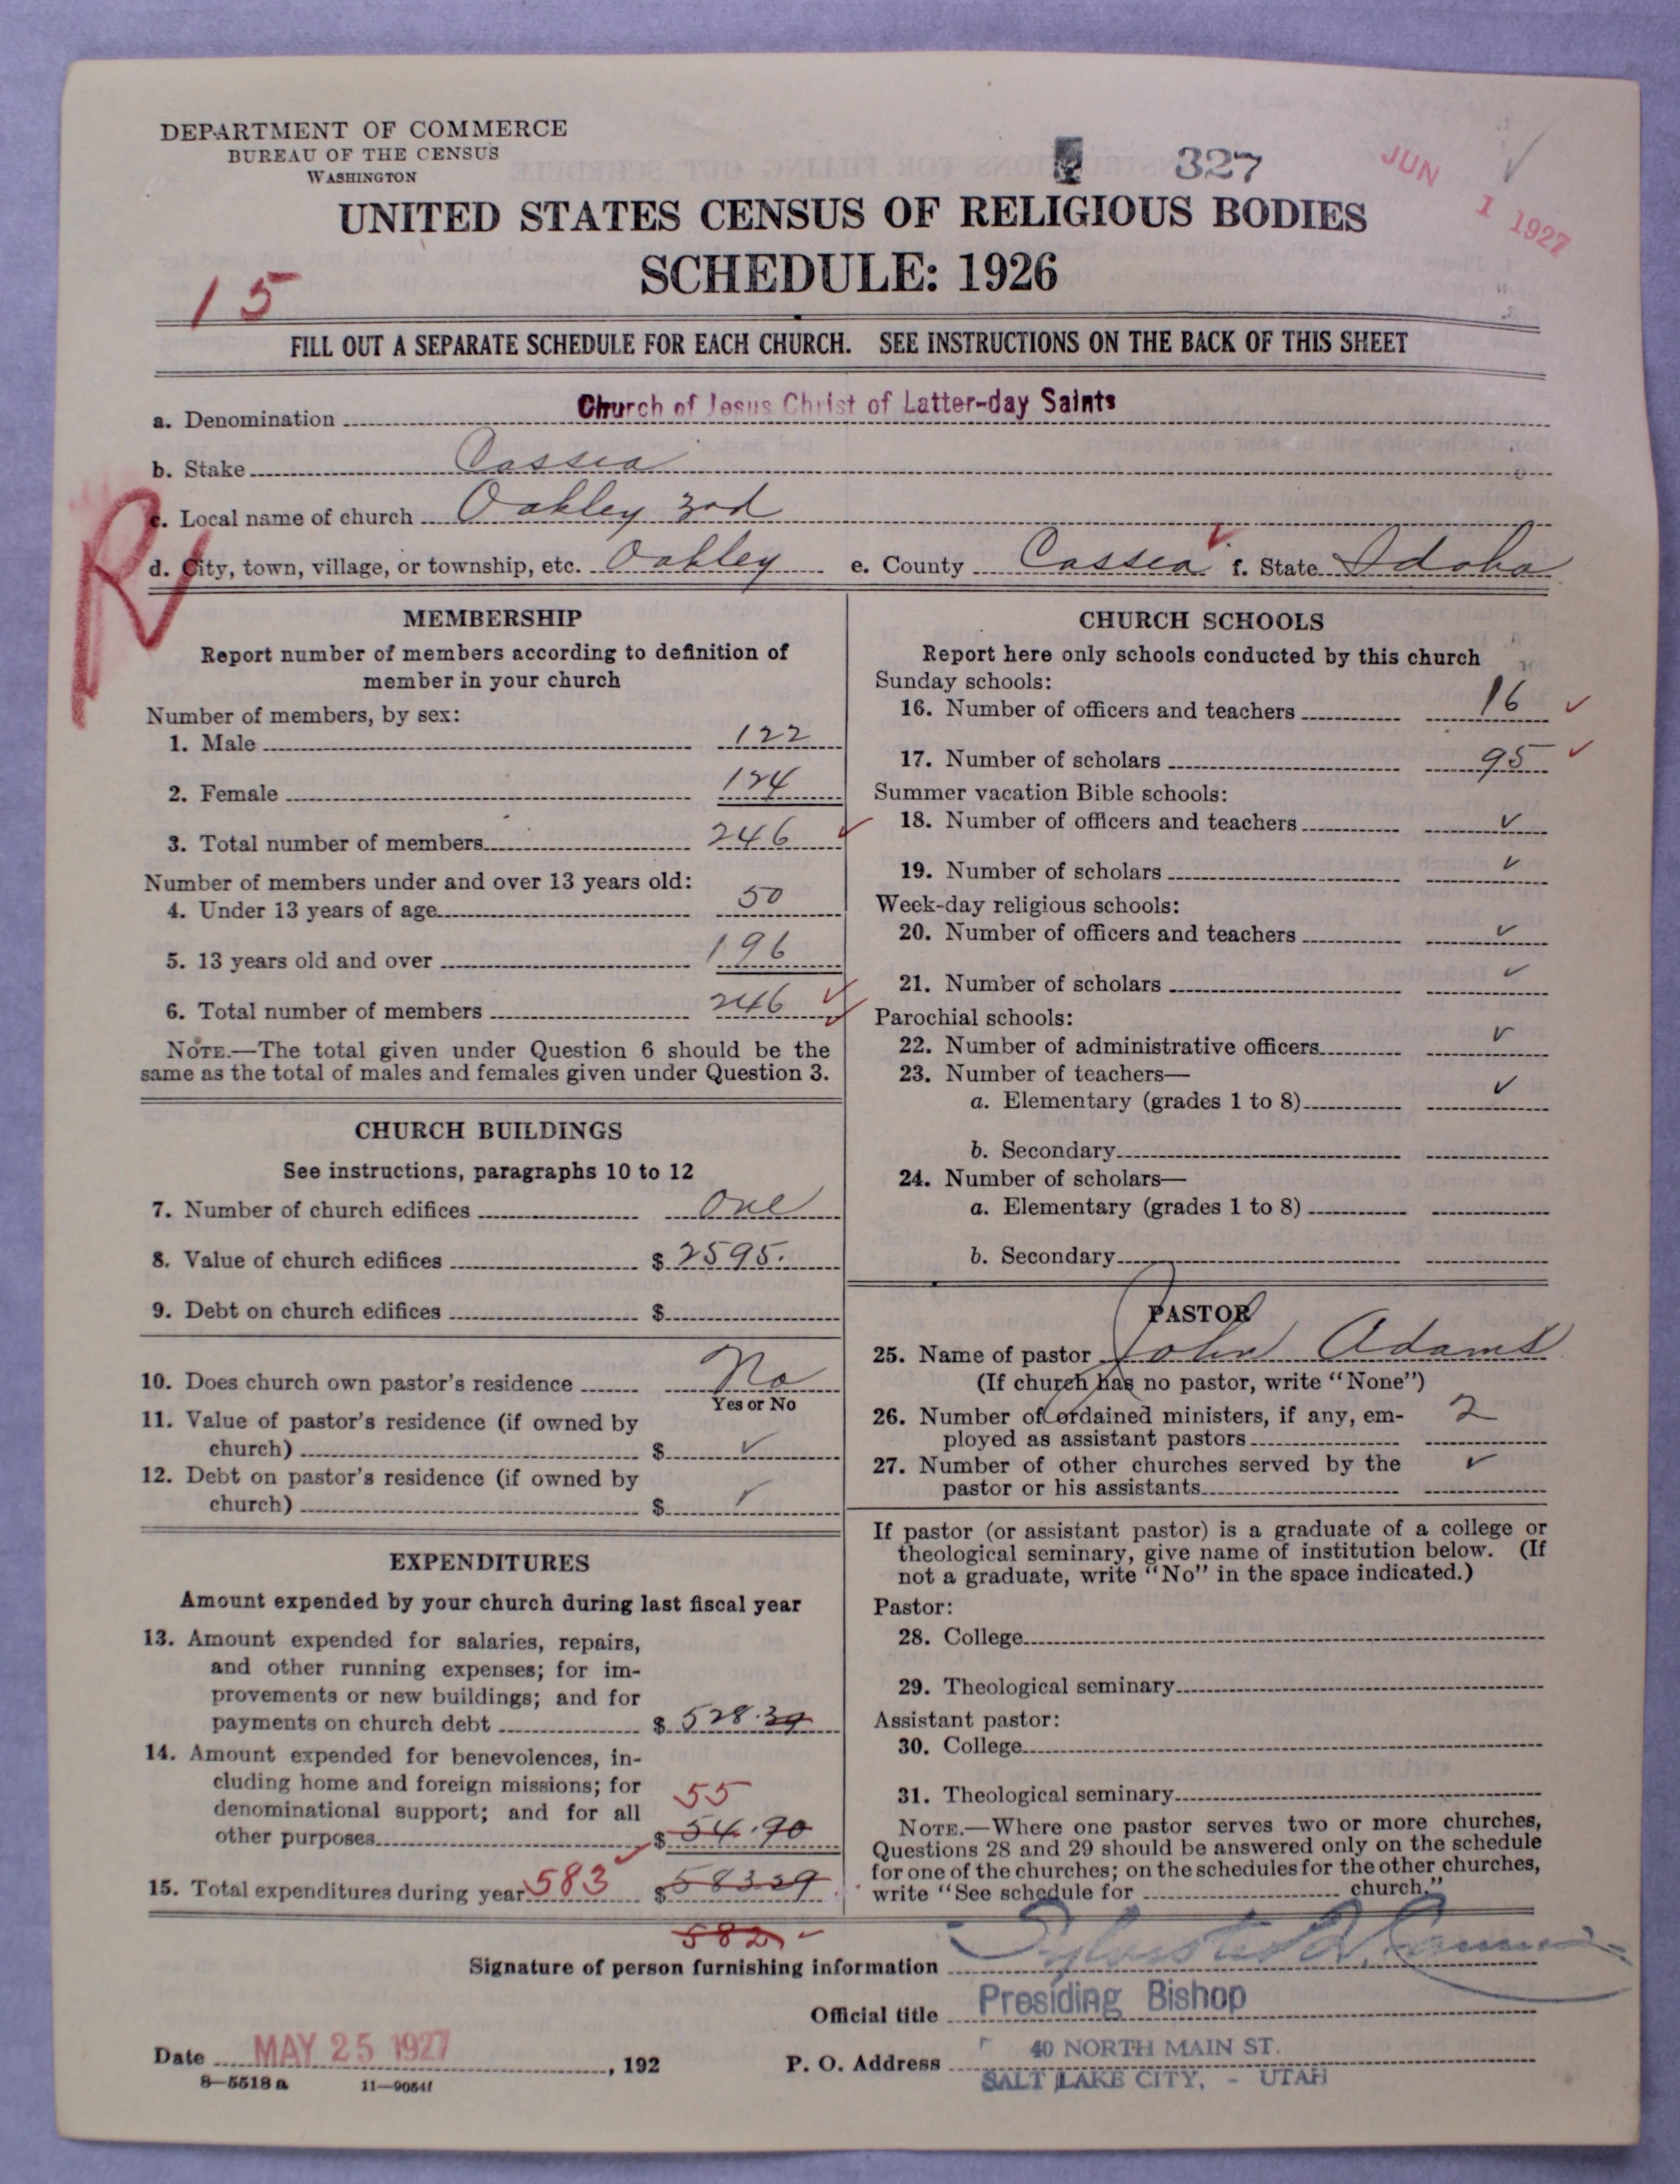 DEPARTMENT OF COMMERCE
BUREAU OF THE CENSUS
WASHINGTON
327
JUN 1 1927
UNITED STATES CENSUS OF RELIGIOUS BODIES
SCHEDULE: 1926
15
FILL OUT A SEPARATE SCHEDULE FOR EACH CHURCH. SEE INSTRUCTIONS ON THE BACK OF THIS SHEET
a. Denomination Church of Jesus Christ of Latter-day Saints
b. Stake Cassia
c. Local name of church Oakley 3rd
R
d. City, town, village, or township, etc. Oakley e. County Cassia f. State Idaho
MEMBERSHIP
Report number of members according to definition of
member in your church
Number of members, by sex:
1. Male 122
2. Female 124
3. Total number of members 246
Number of members under and over 13 years old:
4. Under 13 years of age 50
5. 13 years old and over 196
6. Total number of members 246
NOTE.—The total given under Question 6 should be the
same as the total of males and females given under Question 3.
CHURCH BUILDINGS
See instructions, paragraphs 10 to 12
7. Number of church edifices One
8. Value of church edifices $ 2595.
9. Debt on church edifices $
10. Does church own pastor's residence No
Yes or No
11. Value of pastor's residence (if owned by
church) $ ✓
12. Debt on pastor's residence (if owned by
church) $ ✓
EXPENDITURES
Amount expended by your church during last fiscal year
13. Amount expended for salaries, repairs,
and other running expenses; for im-
provements or new buildings; and for
payments on church debt $ 528.39
14. Amount expended for benevolences, in-
cluding home and foreign missions; for
denominational support; and for all 55
other purposes $ 54.90
15. Total expenditures during year 583 $ 583 29
582
CHURCH SCHOOLS
Report here only schools conducted by this church
Sunday schools:
16. Number of officers and teachers 16 ✓
17. Number of scholars 95 ✓
Summer vacation Bible schools:
18. Number of officers and teachers ✓
19. Number of scholars ✓
Week-day religious schools:
20. Number of officers and teachers ✓
21. Number of scholars ✓
Parochial schools:
22. Number of administrative officers ✓
23. Number of teachers—
a. Elementary (grades 1 to 8) ✓
b. Secondary
24. Number of scholars—
a. Elementary (grades 1 to 8)
b. Secondary
PASTOR
25. Name of pastor John Adams
(If church has no pastor, write "None")
26. Number of ordained ministers, if any, em- 2
ployed as assistant pastors
27. Number of other churches served by the ✓
pastor or his assistants
If pastor (or assistant pastor) is a graduate of a college or
theological seminary, give name of institution below. (If
not a graduate, write "No" in the space indicated.)
Pastor:
28. College
29. Theological seminary
Assistant pastor:
30. College
31. Theological seminary
NOTE.—Where one pastor serves two or more churches,
Questions 28 and 29 should be answered only on the schedule
for one of the churches; on the schedules for the other churches,
write "See schedule for church."
Signature of person furnishing information Sylvester Q. Cannon
Official title Presiding Bishop
Date MAY 25 1927, 192
P. O. Address 40 NORTH MAIN ST.
SALT LAKE CITY, - UTAH
8—5518 a 11—9054f